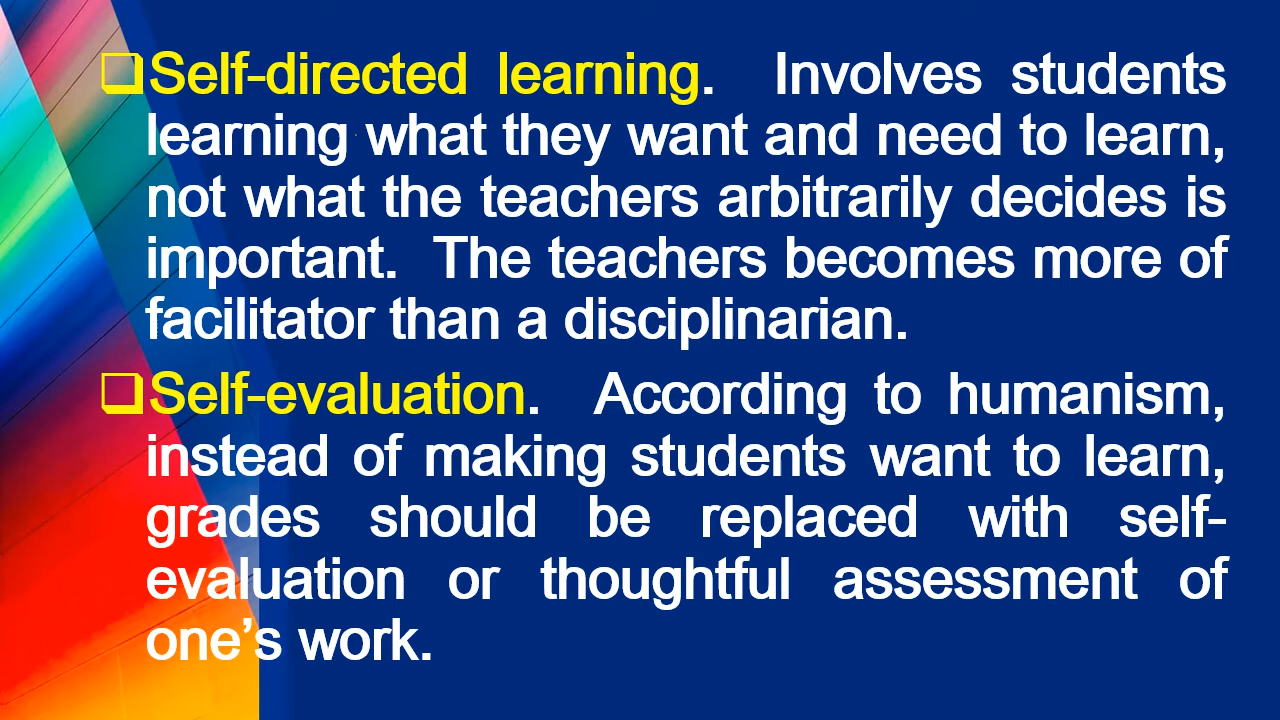 ❑Self-directed learning. Involves students
learning what they want and need to learn,
not what the teachers arbitrarily decides is
important. The teachers becomes more of
facilitator than a disciplinarian.
❑Self-evaluation. According to humanism,
instead of making students want to learn,
grades should be replaced with self-
evaluation or thoughtful assessment of
one’s work.